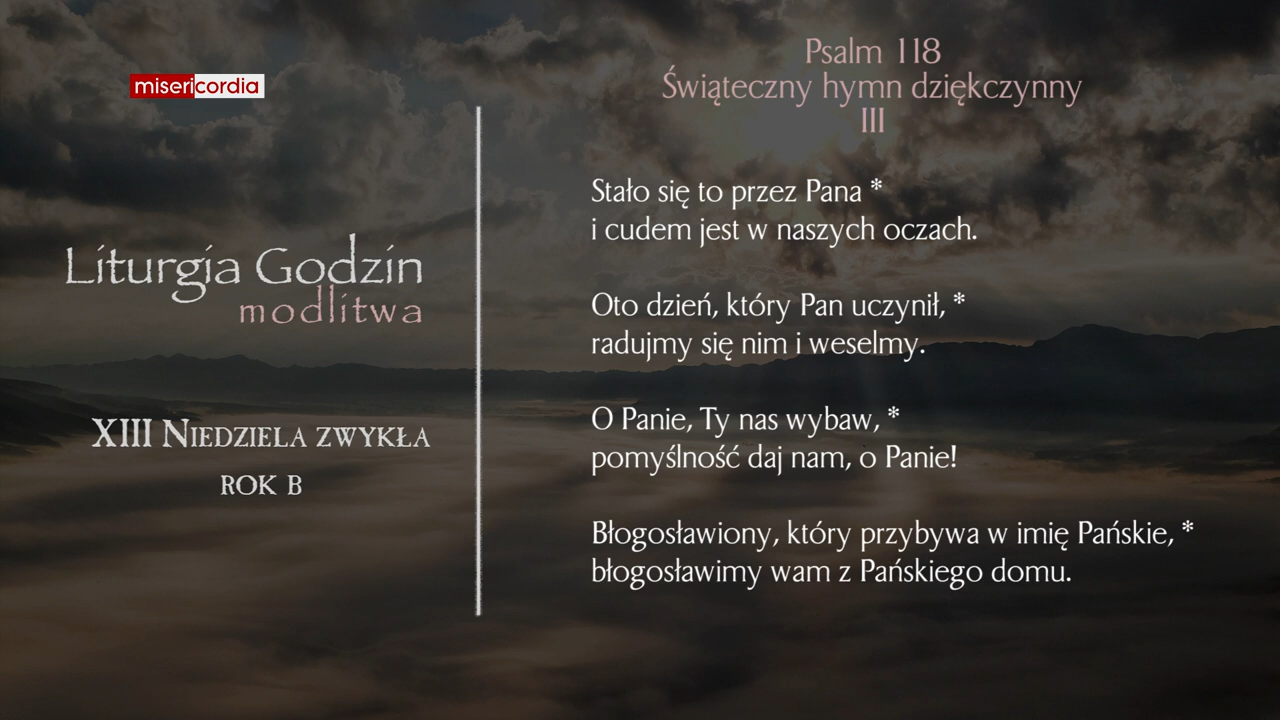 misericordia
Liturgia Godzin
modlitwa
XIII Niedziela zwykła
rok B
Psalm 118
Świąteczny hymn dziękczynny
III
Stało się to przez Pana *
i cudem jest w naszych oczach.
Oto dzień, który Pan uczynił, *
radujmy się nim i weselmy.
O Panie, Ty nas wybaw, *
pomyślność daj nam, o Panie!
Błogosławiony, który przybywa w imię Pańskie, *
błogosławimy wam z Pańskiego domu.